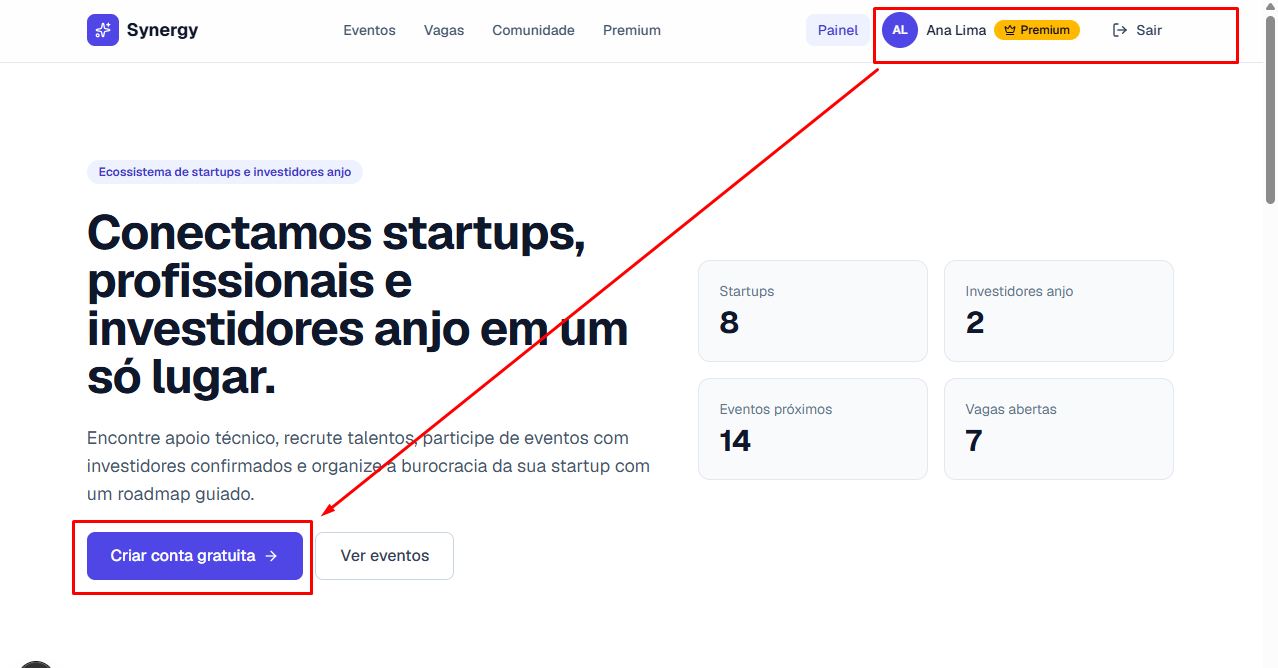 Synergy
Eventos Vagas Comunidade Premium
Painel AL Ana Lima Premium Sair
Ecossistema de startups e investidores anjo
Conectamos startups,
profissionais e
investidores anjo em um
só lugar.
Encontre apoio técnico, recrute talentos, participe de eventos com
investidores confirmados e organize a burocracia da sua startup com
um roadmap guiado.
Criar conta gratuita →
Ver eventos
Startups
8
Investidores anjo
2
Eventos próximos
14
Vagas abertas
7